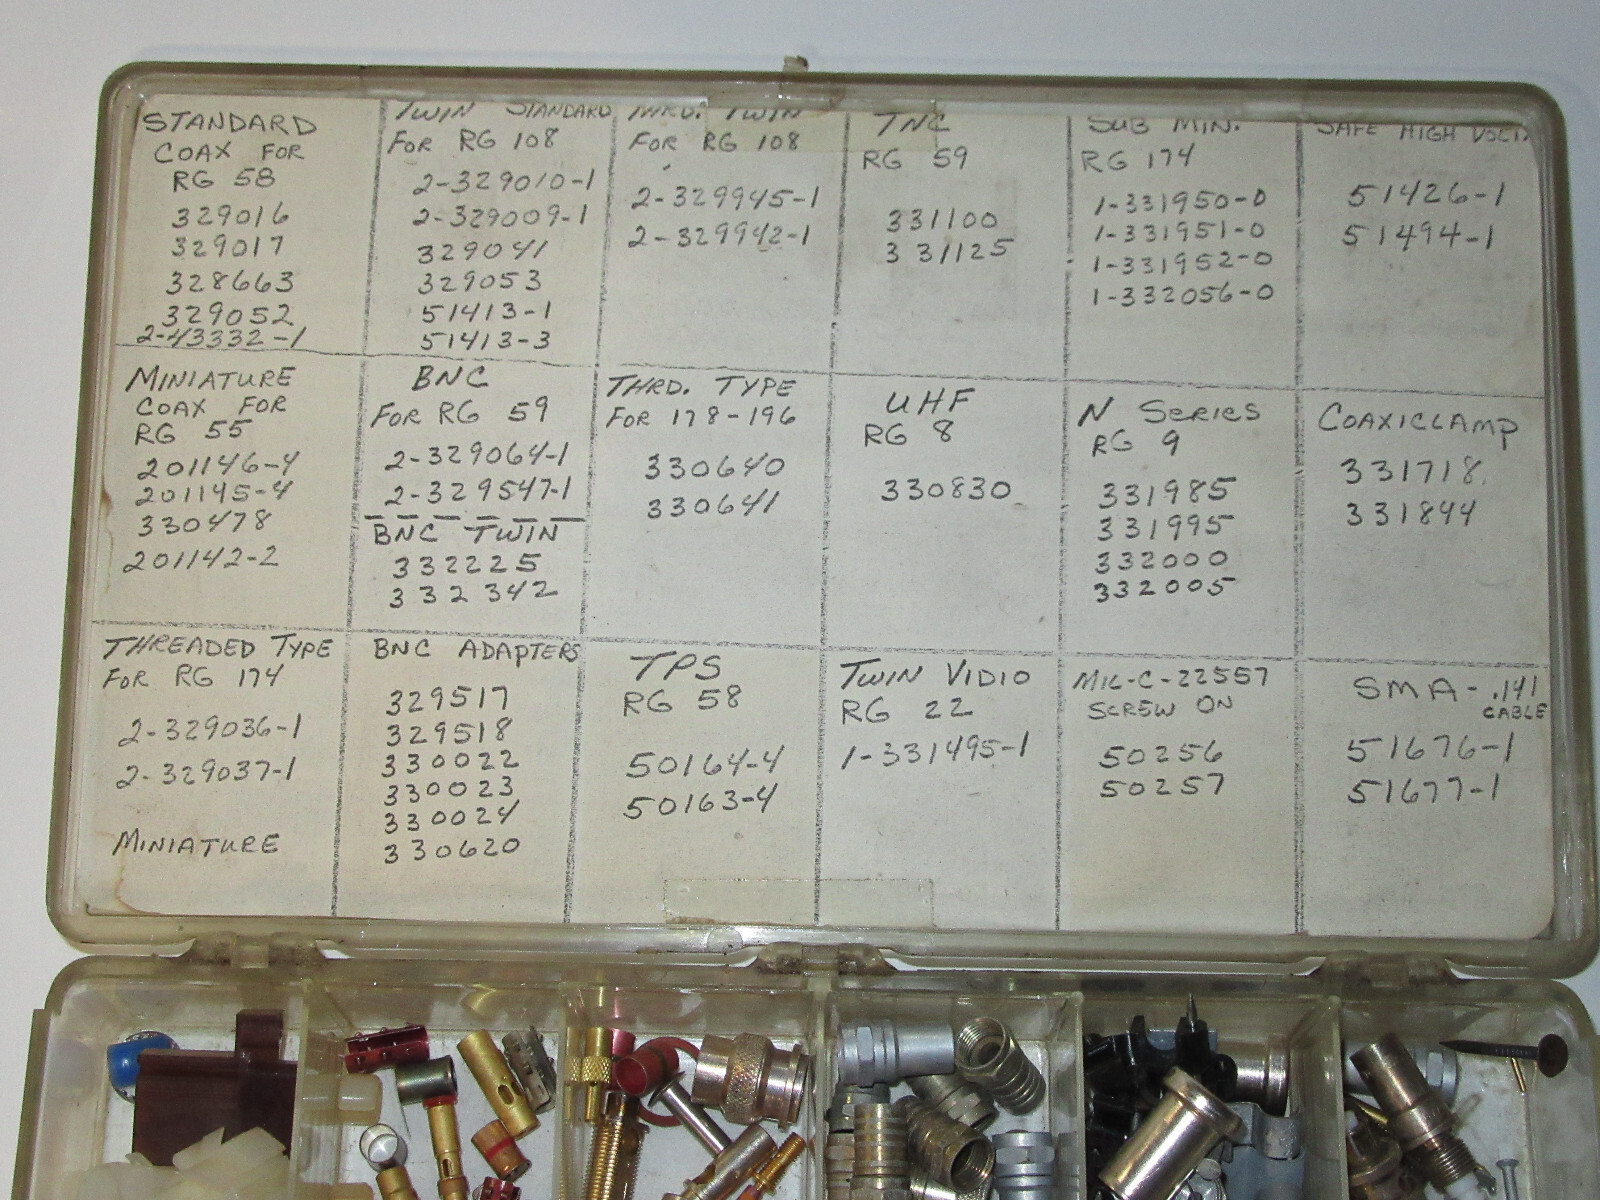 STANDARD
COAX FOR
RG 58
329016
329017
328663
329052
2-43332-1
TWIN STANDARD
FOR RG 108
2-329010-1
2-329009-1
329041
329053
51413-1
51413-3
THRD. TWIN
FOR RG 108
2-329945-1
2-329942-1
TNC
RG 59
331100
331125
SUB MIN.
RG 174
1-331950-0
1-331951-0
1-331952-0
1-332056-0
SAFE HIGH VOLT.
51426-1
51494-1
MINIATURE
COAX FOR
RG 55
201146-4
201145-4
330478
201142-2
BNC
FOR RG 59
2-329064-1
2-329547-1
BNC TWIN
332225
332342
THRD. TYPE
FOR 178-196
330640
330641
UHF
RG 8
330830
N SERIES
RG 9
331985
331995
332000
332005
COAXICLAMP
331718
331844
THREADED TYPE
FOR RG 174
2-329036-1
2-329037-1
MINIATURE
BNC ADAPTERS
329517
329518
330022
330023
330024
330620
TPS
RG 58
50164-4
50163-4
TWIN VIDIO
RG 22
1-331495-1
MIL-C-22557
SCREW ON
50256
50257
SMA-.141
CABLE
51676-1
51677-1